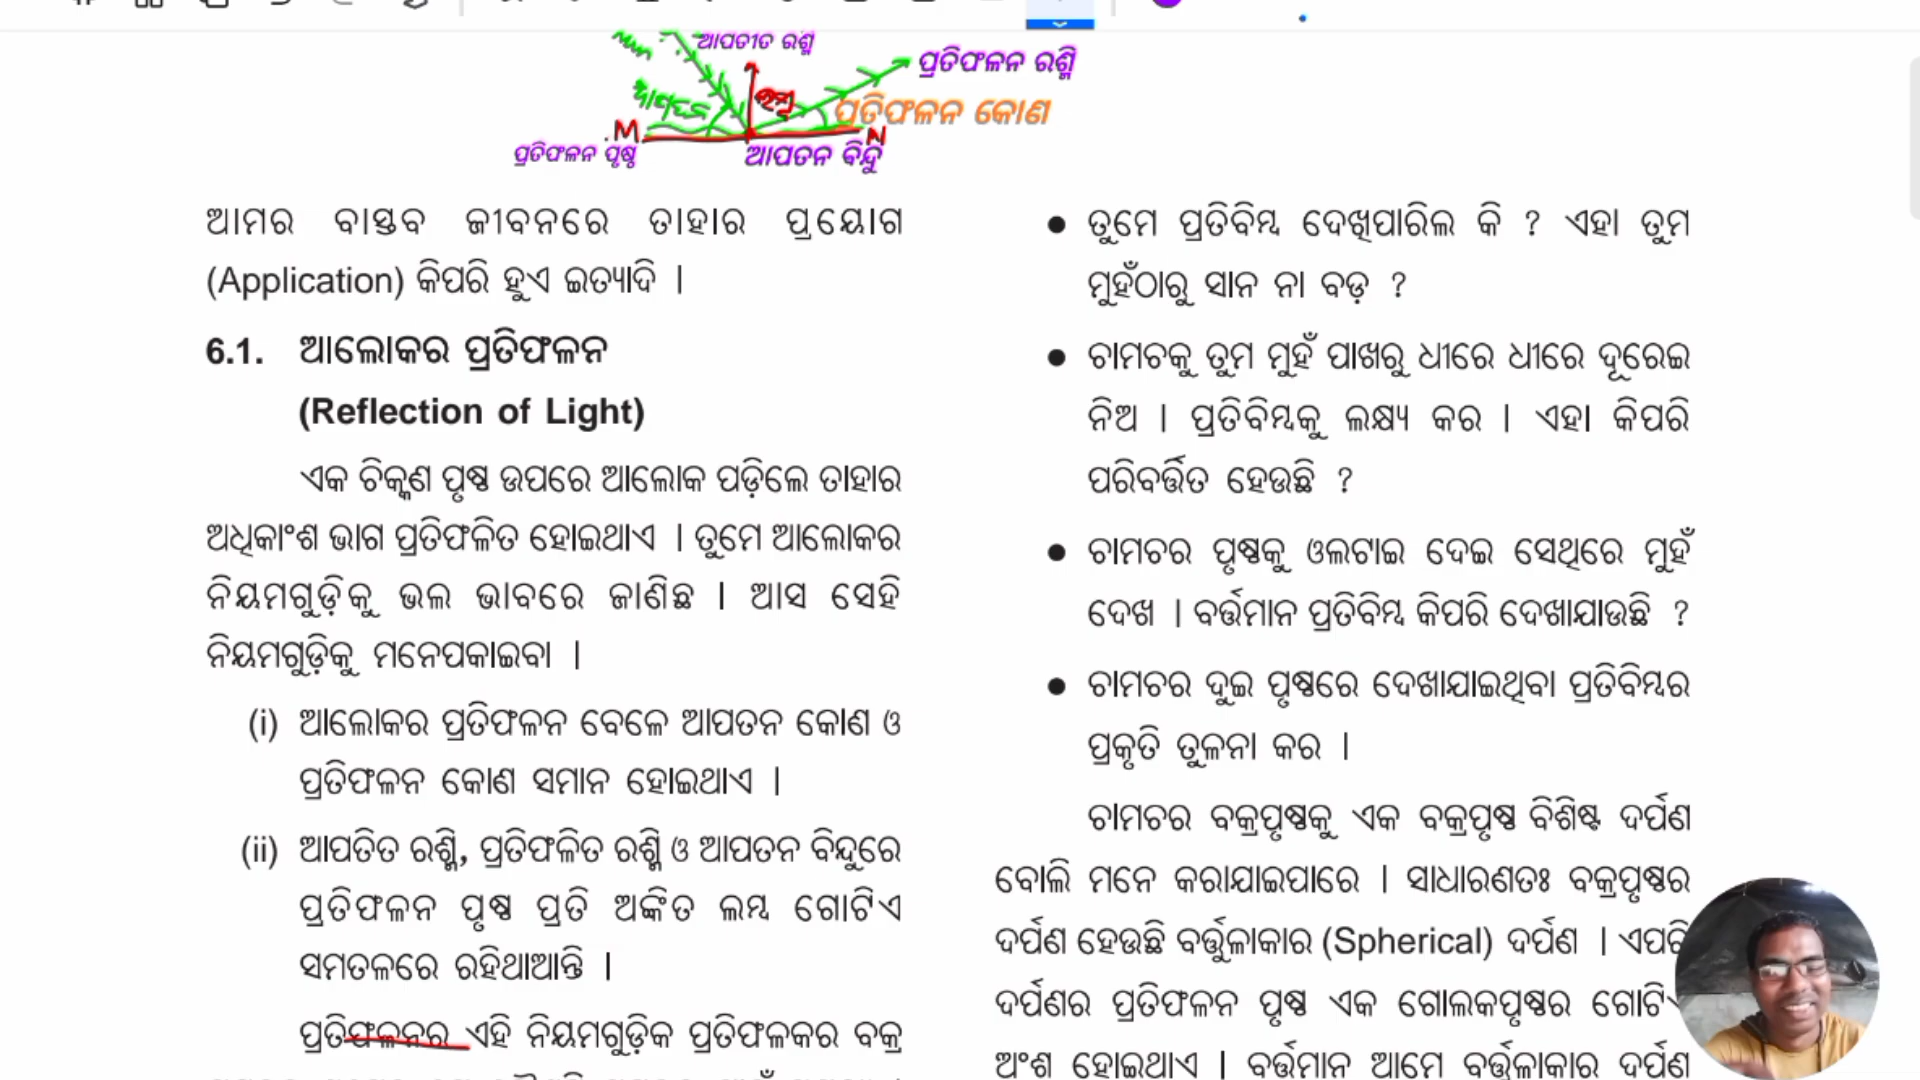 ଆପତୀତ ରଶ୍ମି
ପ୍ରତିଫଳନ ରଶ୍ମି
ଲମ୍ବ
ପ୍ରତିଫଳନ କୋଣ
M
N
ପ୍ରତିଫଳନ ପୃଷ୍ଠ
ଆପତନ ବିନ୍ଦୁ
ଆମର ବାସ୍ତବ ଜୀବନରେ ତାହାର ପ୍ରୟୋଗ
(Application) କିପରି ହୁଏ ଇତ୍ୟାଦି ।
6.1. ଆଲୋକର ପ୍ରତିଫଳନ
(Reflection of Light)
ଏକ ଚିକ୍କଣ ପୃଷ୍ଠ ଉପରେ ଆଲୋକ ପଡ଼ିଲେ ତାହାର
ଅଧିକାଂଶ ଭାଗ ପ୍ରତିଫଳିତ ହୋଇଥାଏ । ତୁମେ ଆଲୋକର
ନିୟମଗୁଡ଼ିକୁ ଭଲ ଭାବରେ ଜାଣିଛ । ଆସ ସେହି
ନିୟମଗୁଡ଼ିକୁ ମନେପକାଇବା ।
(i) ଆଲୋକର ପ୍ରତିଫଳନ ବେଳେ ଆପତନ କୋଣ ଓ
ପ୍ରତିଫଳନ କୋଣ ସମାନ ହୋଇଥାଏ ।
(ii) ଆପତିତ ରଶ୍ମି, ପ୍ରତିଫଳିତ ରଶ୍ମି ଓ ଆପତନ ବିନ୍ଦୁରେ
ପ୍ରତିଫଳନ ପୃଷ୍ଠ ପ୍ରତି ଅଙ୍କିତ ଲମ୍ବ ଗୋଟିଏ
ସମତଳରେ ରହିଥାଆନ୍ତି ।
ପ୍ରତିଫଳନର ଏହି ନିୟମଗୁଡ଼ିକ ପ୍ରତିଫଳକର ବକ୍ର
● ତୁମେ ପ୍ରତିବିମ୍ବ ଦେଖିପାରିଲ କି ? ଏହା ତୁମ
ମୁହଁଠାରୁ ସାନ ନା ବଡ଼ ?
● ଚାମଚକୁ ତୁମ ମୁହଁ ପାଖରୁ ଧୀରେ ଧୀରେ ଦୂରେଇ
ନିଅ । ପ୍ରତିବିମ୍ବକୁ ଲକ୍ଷ୍ୟ କର । ଏହା କିପରି
ପରିବର୍ତ୍ତିତ ହେଉଛି ?
● ଚାମଚର ପୃଷ୍ଠକୁ ଓଲଟାଇ ଦେଇ ସେଥିରେ ମୁହଁ
ଦେଖ । ବର୍ତ୍ତମାନ ପ୍ରତିବିମ୍ବ କିପରି ଦେଖାଯାଉଛି ?
● ଚାମଚର ଦୁଇ ପୃଷ୍ଠରେ ଦେଖାଯାଇଥିବା ପ୍ରତିବିମ୍ବର
ପ୍ରକୃତି ତୁଳନା କର ।
ଚାମଚର ବକ୍ରପୃଷ୍ଠକୁ ଏକ ବକ୍ରପୃଷ୍ଠ ବିଶିଷ୍ଟ ଦର୍ପଣ
ବୋଲି ମନେ କରାଯାଇପାରେ । ସାଧାରଣତଃ ବକ୍ରପୃଷ୍ଠର
ଦର୍ପଣ ହେଉଛି ବର୍ତ୍ତୁଳାକାର (Spherical) ଦର୍ପଣ ।
ଦର୍ପଣର ପ୍ରତିଫଳନ ପୃଷ୍ଠ ଏକ ଗୋଲକପୃଷ୍ଠର
ଅଂଶ ହୋଇଥାଏ । ବର୍ତ୍ତମାନ ଆମେ ବର୍ତ୍ତୁଳାକାର ଦର୍ପଣ